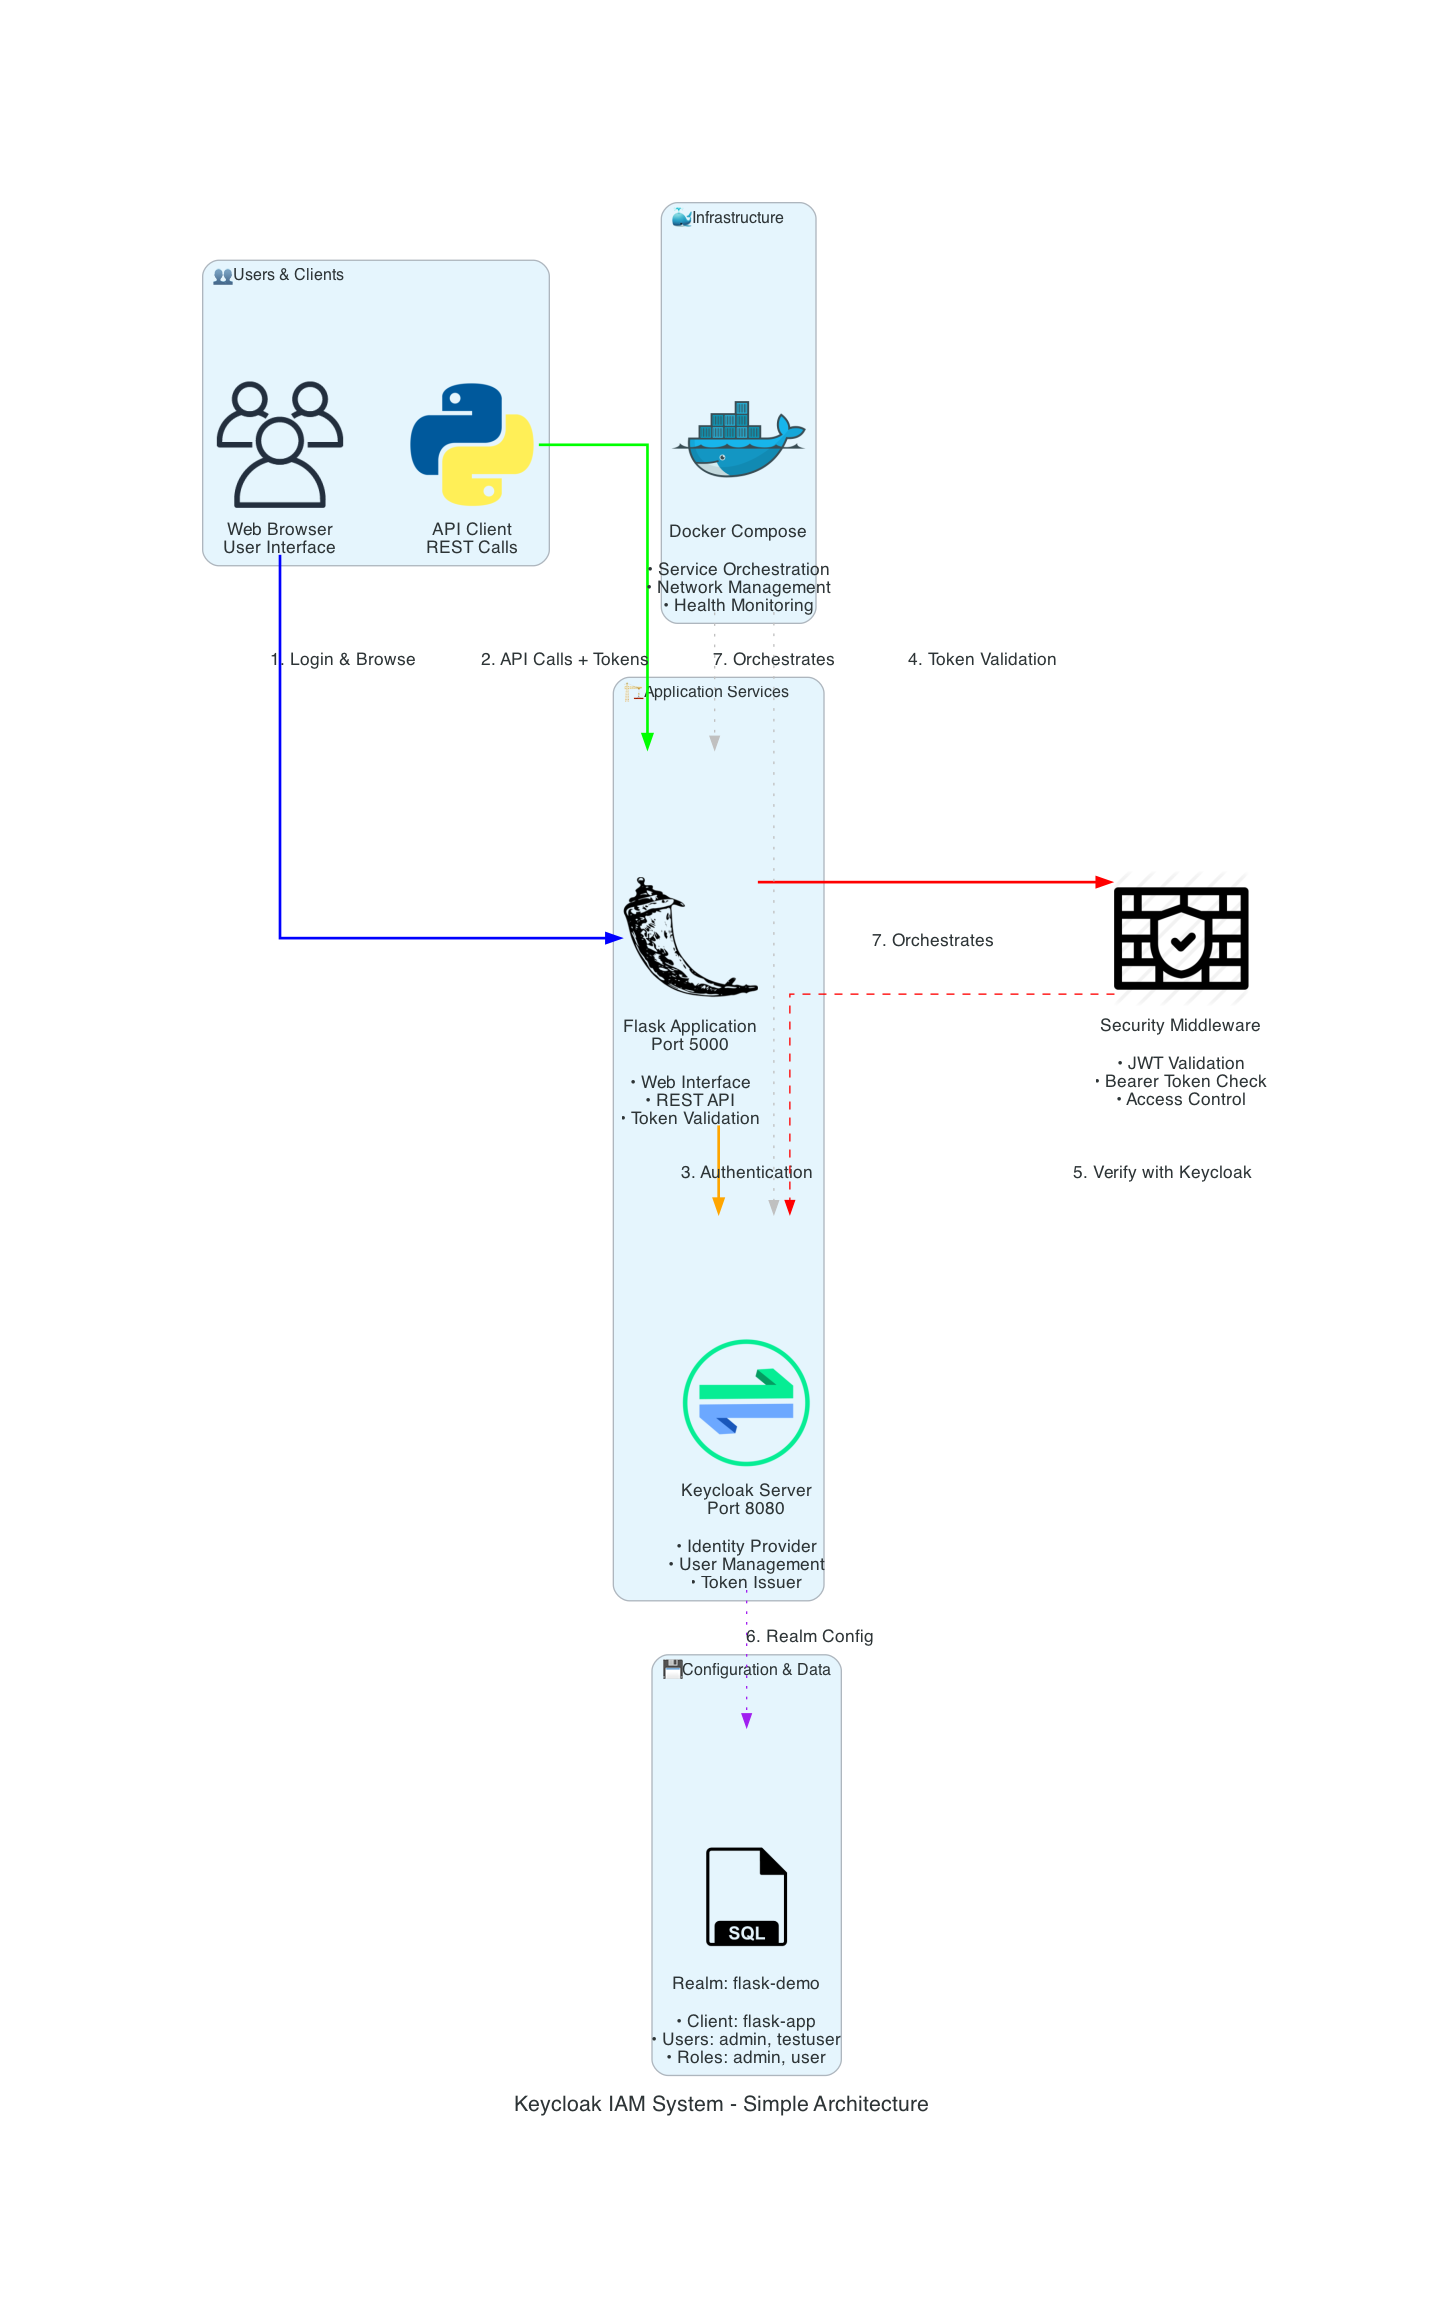 Infrastructure
Users & Clients
Web Browser
User Interface
API Client
REST Calls
Docker Compose
• Service Orchestration
• Network Management
• Health Monitoring
1. Login & Browse
2. API Calls + Tokens
7. Orchestrates
4. Token Validation
Application Services
7. Orchestrates
Flask Application
Port 5000
• Web Interface
• REST API
• Token Validation
Security Middleware
• JWT Validation
• Bearer Token Check
• Access Control
3. Authentication
5. Verify with Keycloak
Keycloak Server
Port 8080
• Identity Provider
• User Management
• Token Issuer
6. Realm Config
Configuration & Data
SQL
Realm: flask-demo
• Client: flask-app
• Users: admin, testuser
• Roles: admin, user
Keycloak IAM System - Simple Architecture